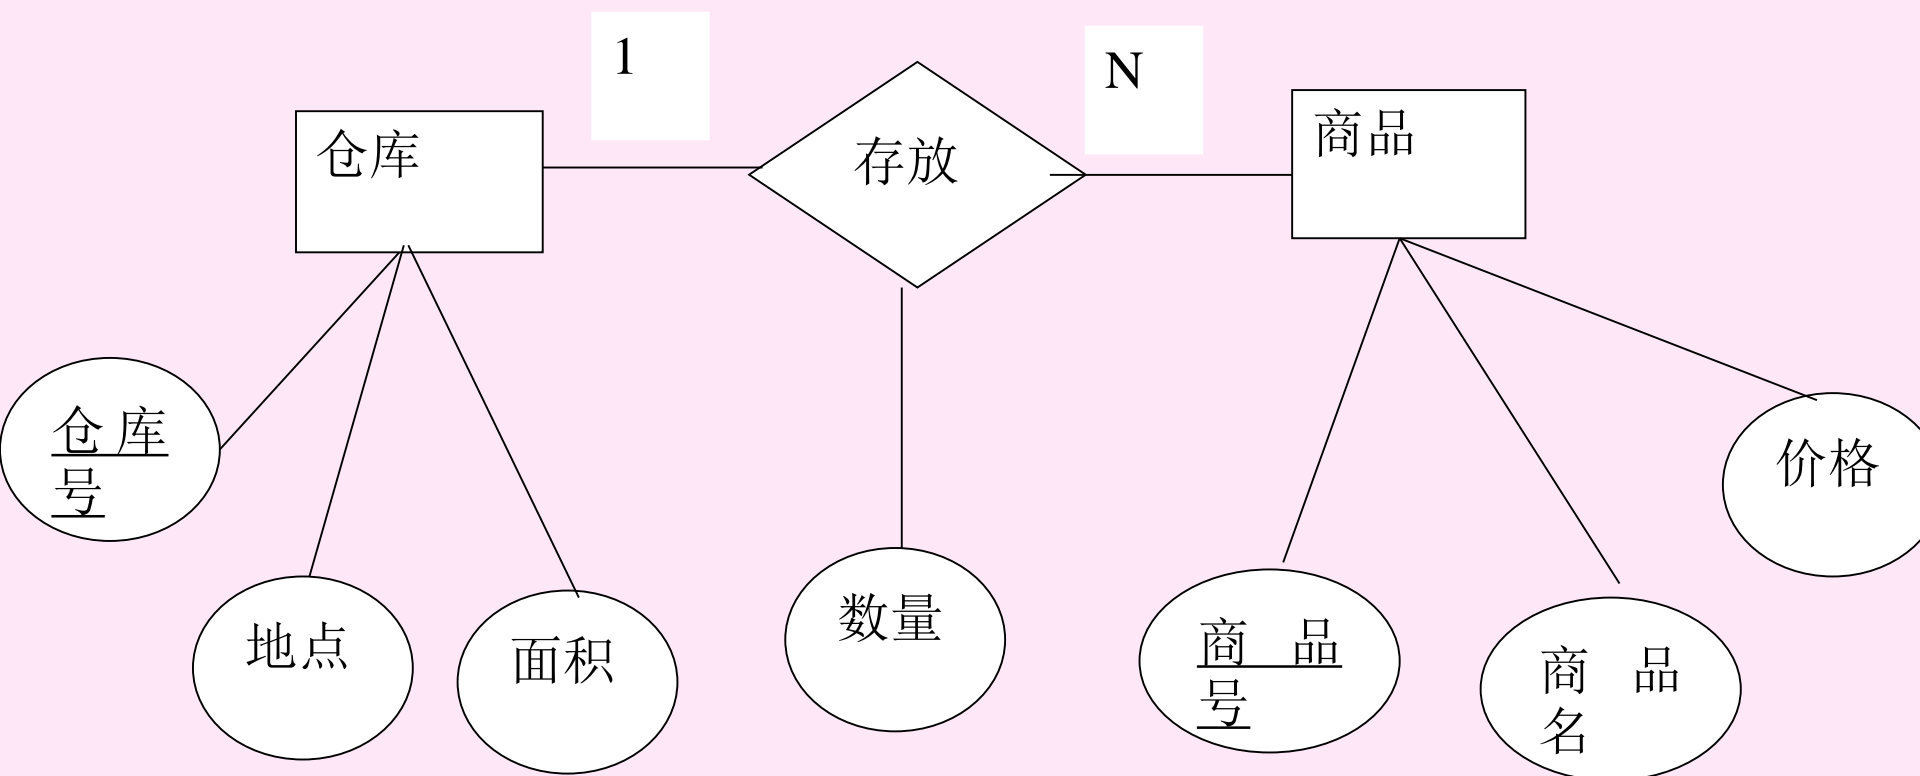 1
N
仓库
存放
商品
仓库
号
地点
面积
数量
商 品
号
商 品
名
价格